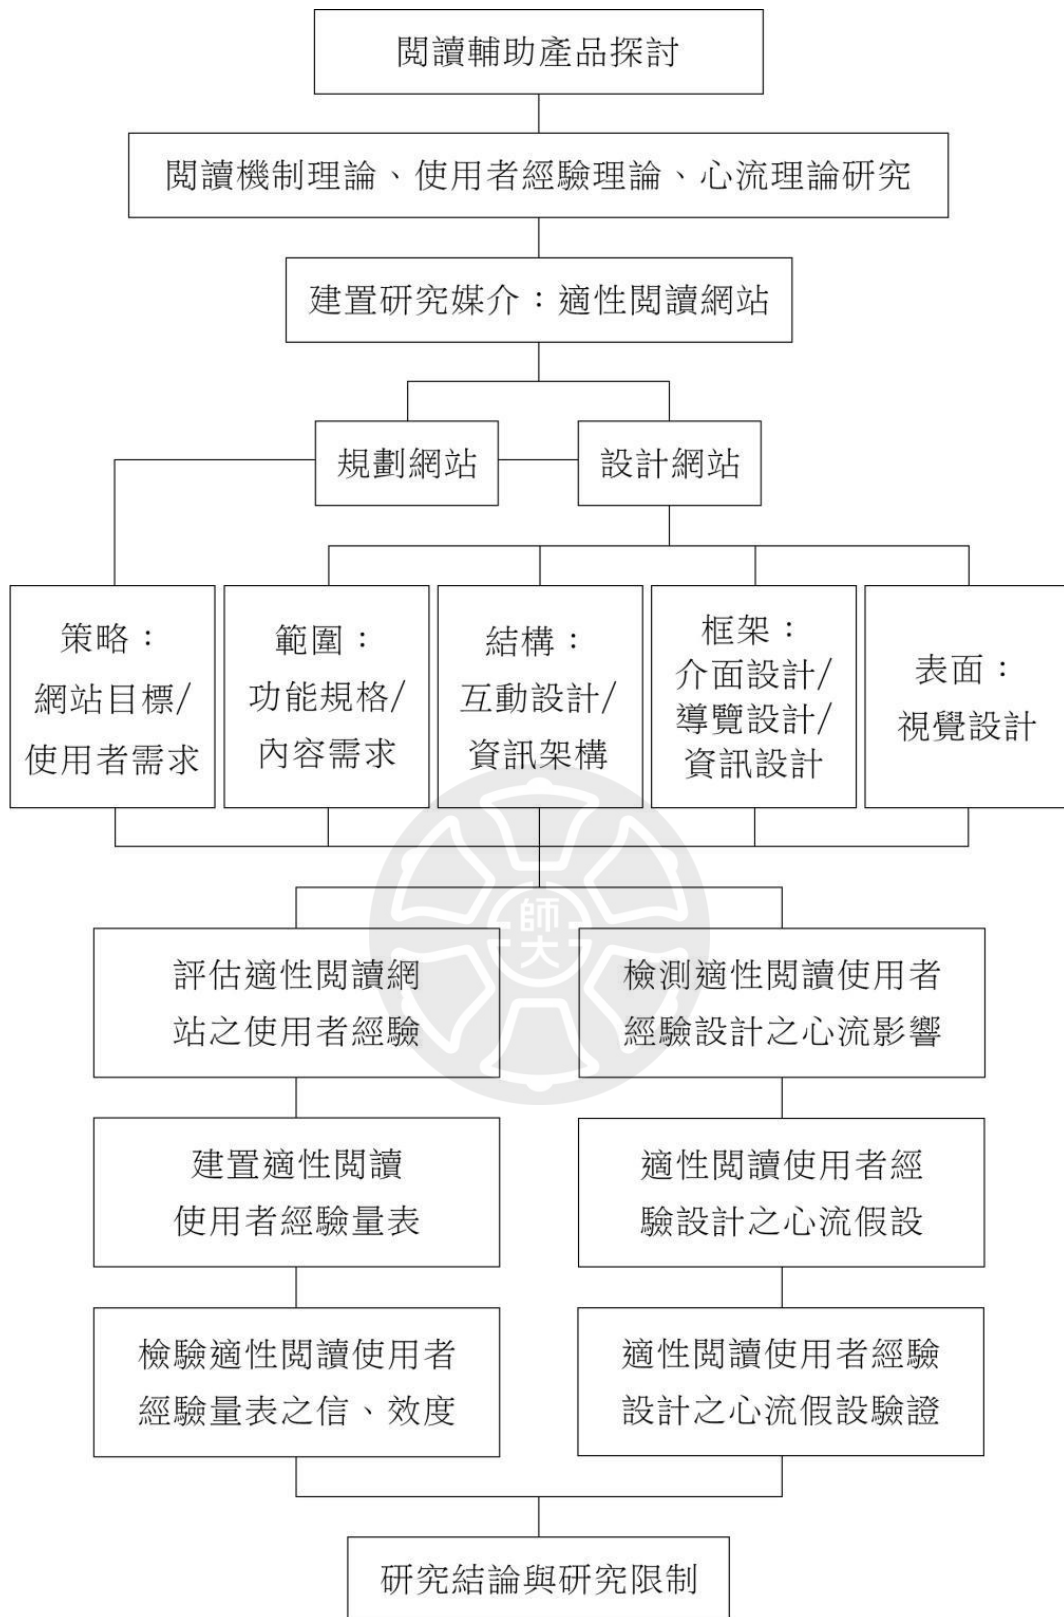 閱讀輔助產品探討
閱讀機制理論、使用者經驗理論、心流理論研究
建置研究媒介：適性閱讀網站
規劃網站
設計網站
策略：
網站目標/
使用者需求
範圍：
功能規格/
內容需求
結構：
互動設計/
資訊架構
框架：
介面設計/
導覽設計/
資訊設計
表面：
視覺設計
師大
評估適性閱讀網
站之使用者經驗
檢測適性閱讀使用者
經驗設計之心流影響
建置適性閱讀
使用者經驗量表
適性閱讀使用者經
驗設計之心流假設
檢驗適性閱讀使用者
經驗量表之信、效度
適性閱讀使用者經驗
設計之心流假設驗證
研究結論與研究限制